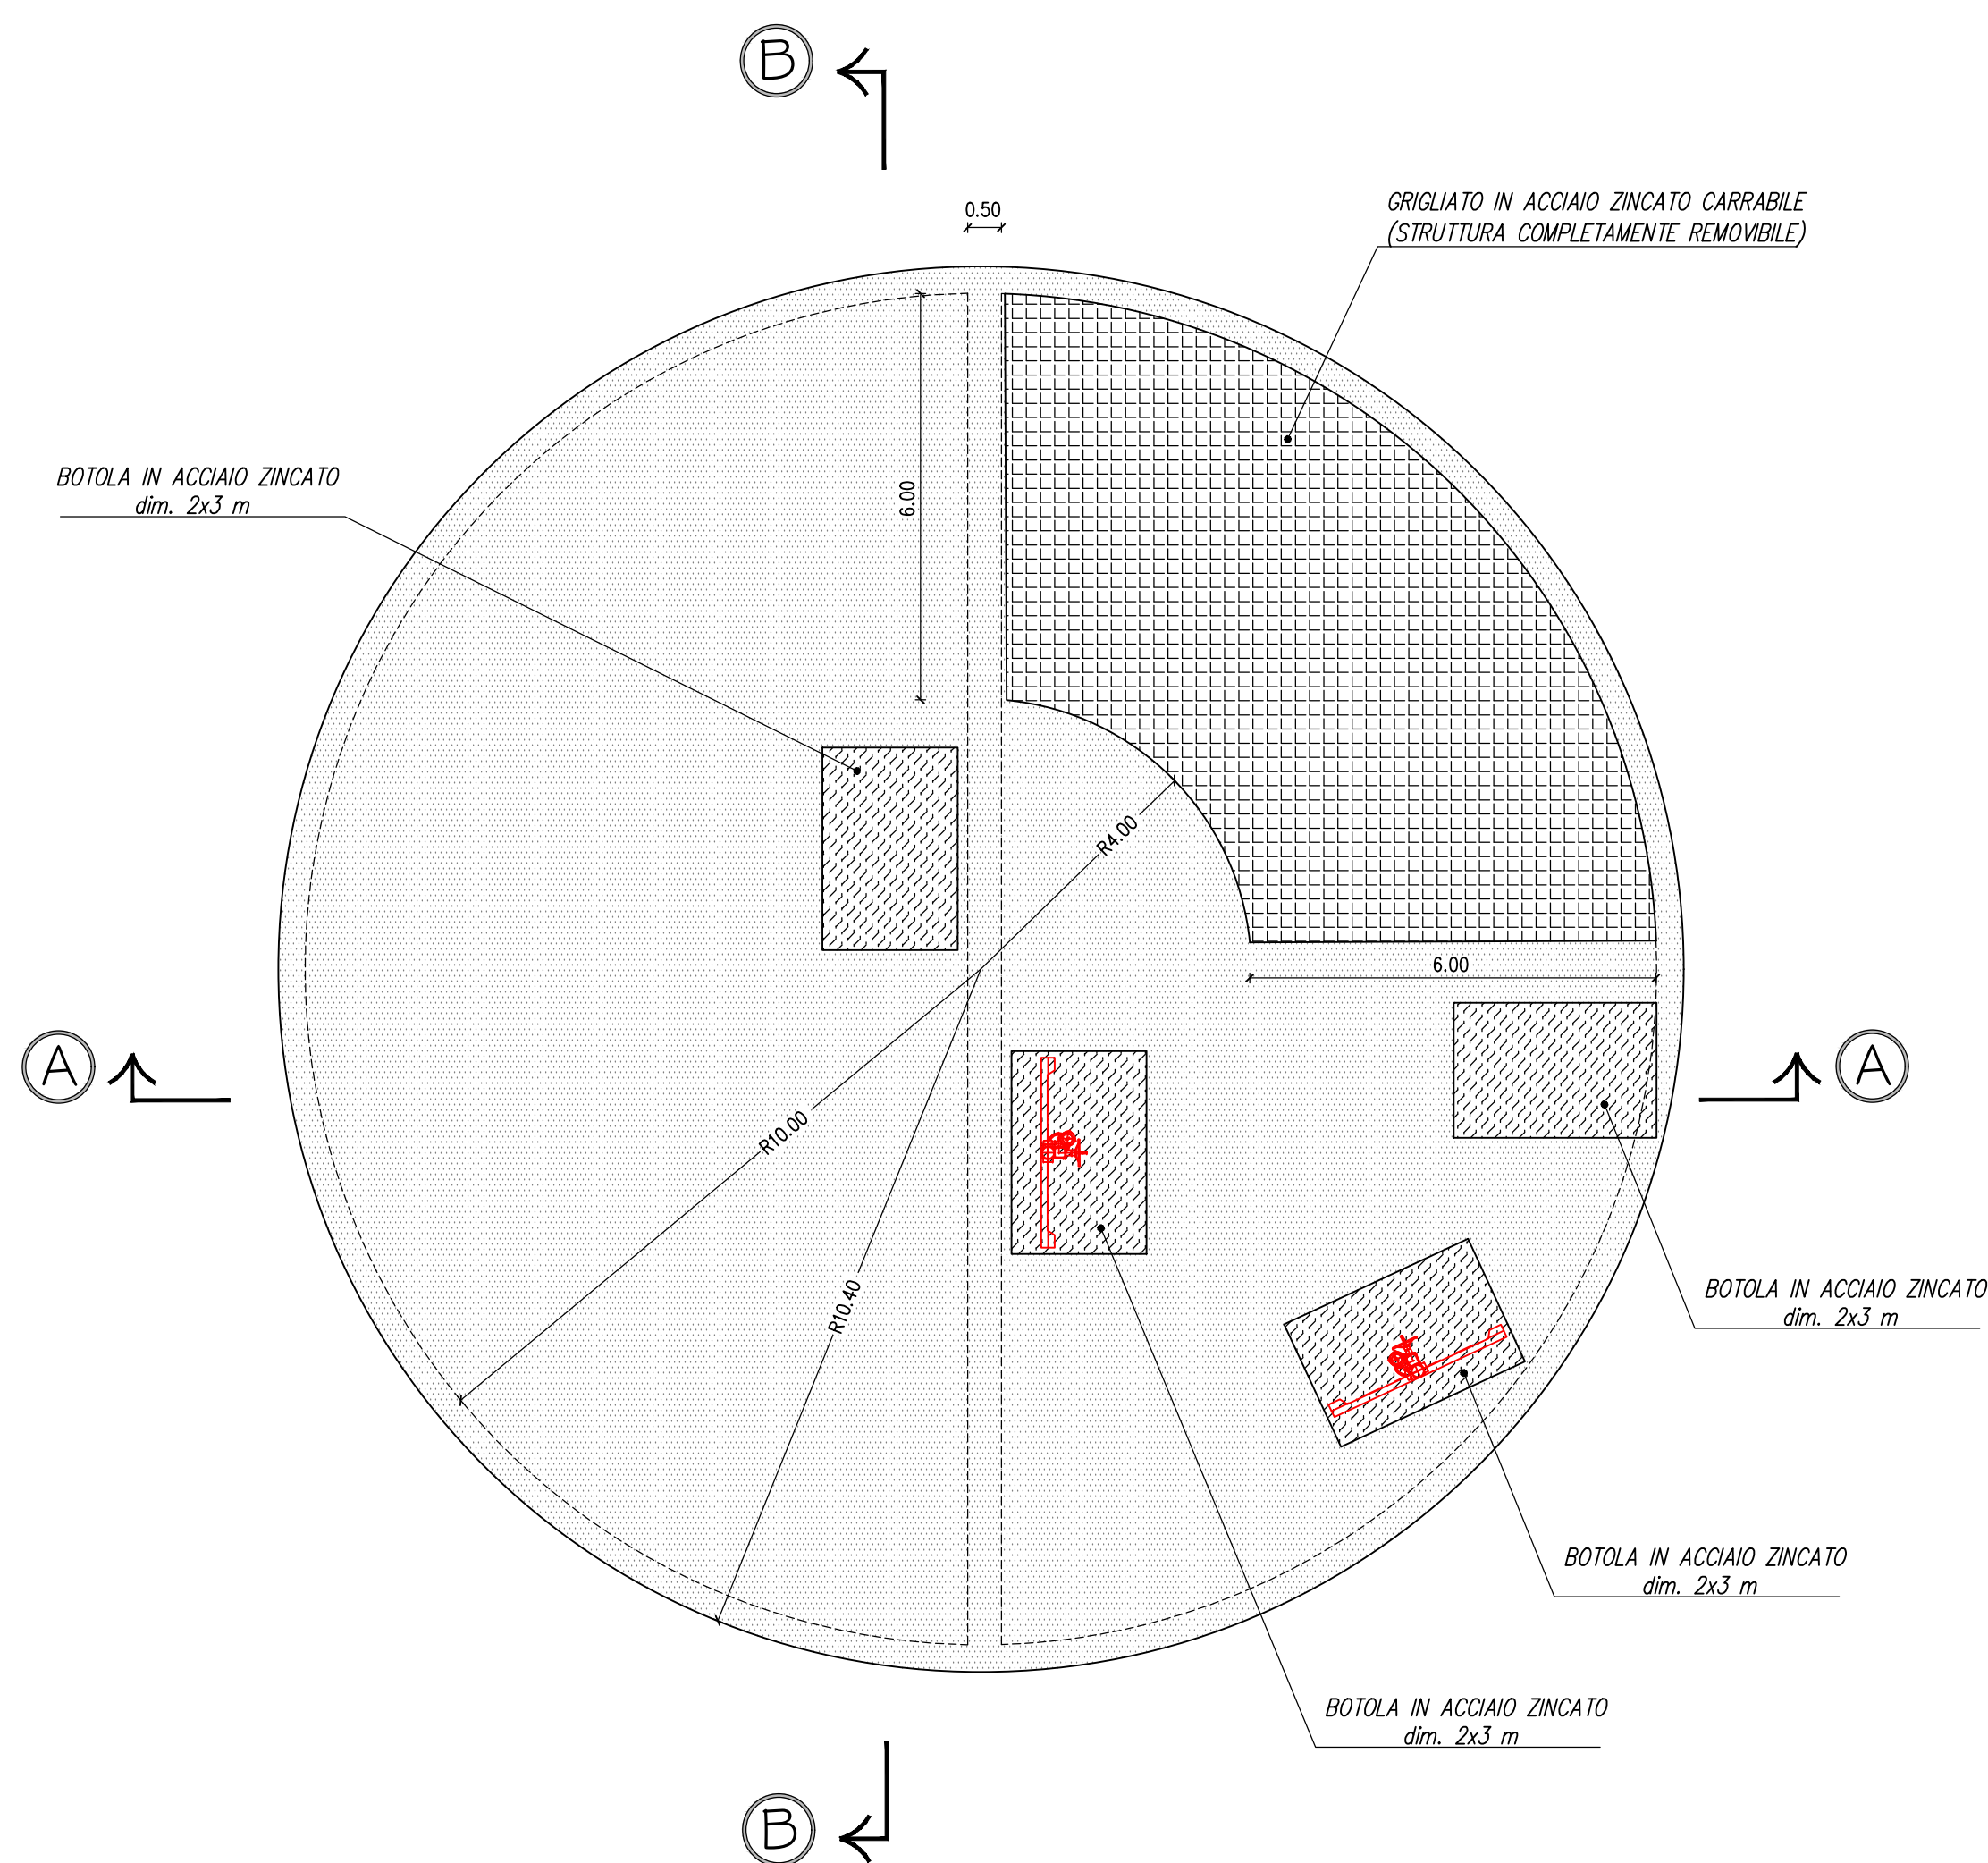 B
0.50
GRIGLIATO IN ACCIAIO ZINCATO CARRABILE
(STRUTTURA COMPLETAMENTE REMOVIBILE)
BOTOLA IN ACCIAIO ZINCATO
dim. 2x3 m
6.00
R4.00
6.00
A
A
R10.00
R10.40
BOTOLA IN ACCIAIO ZINCATO
dim. 2x3 m
BOTOLA IN ACCIAIO ZINCATO
dim. 2x3 m
BOTOLA IN ACCIAIO ZINCATO
dim. 2x3 m
B